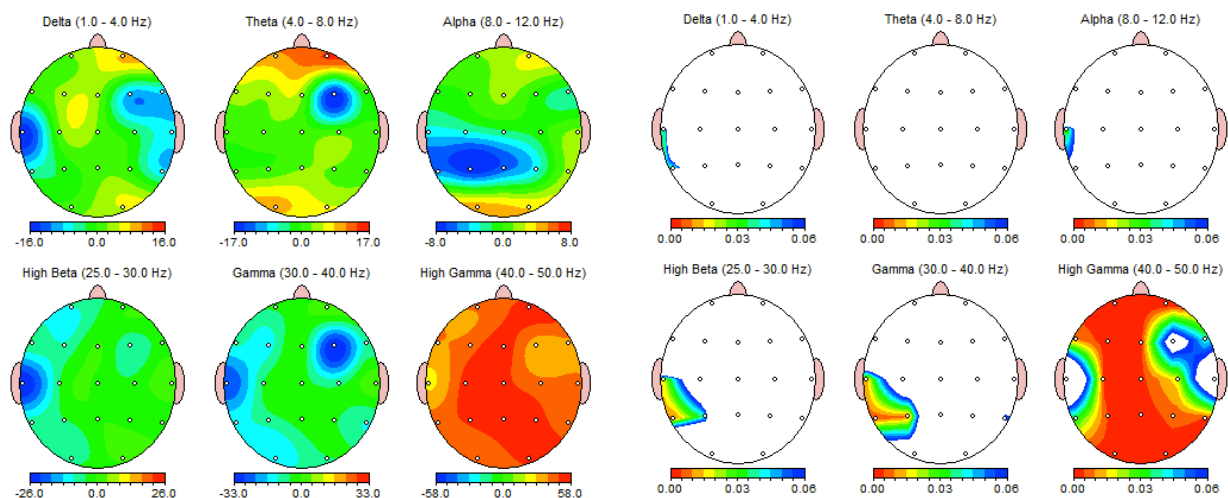 Delta (1.0 - 4.0 Hz) Theta (4.0 - 8.0 Hz) Alpha (8.0 - 12.0 Hz) Delta (1.0 - 4.0 Hz) Theta (4.0 - 8.0 Hz) Alpha (8.0 - 12.0 Hz)
-16.0 0.0 16.0 -17.0 0.0 17.0 -8.0 0.0 8.0 0.00 0.03 0.06 0.00 0.03 0.06 0.00 0.03 0.06
High Beta (25.0 - 30.0 Hz) Gamma (30.0 - 40.0 Hz) High Gamma (40.0 - 50.0 Hz) High Beta (25.0 - 30.0 Hz) Gamma (30.0 - 40.0 Hz) High Gamma (40.0 - 50.0 Hz)
-26.0 0.0 26.0 -33.0 0.0 33.0 -58.0 0.0 58.0 0.00 0.03 0.06 0.00 0.03 0.06 0.00 0.03 0.06